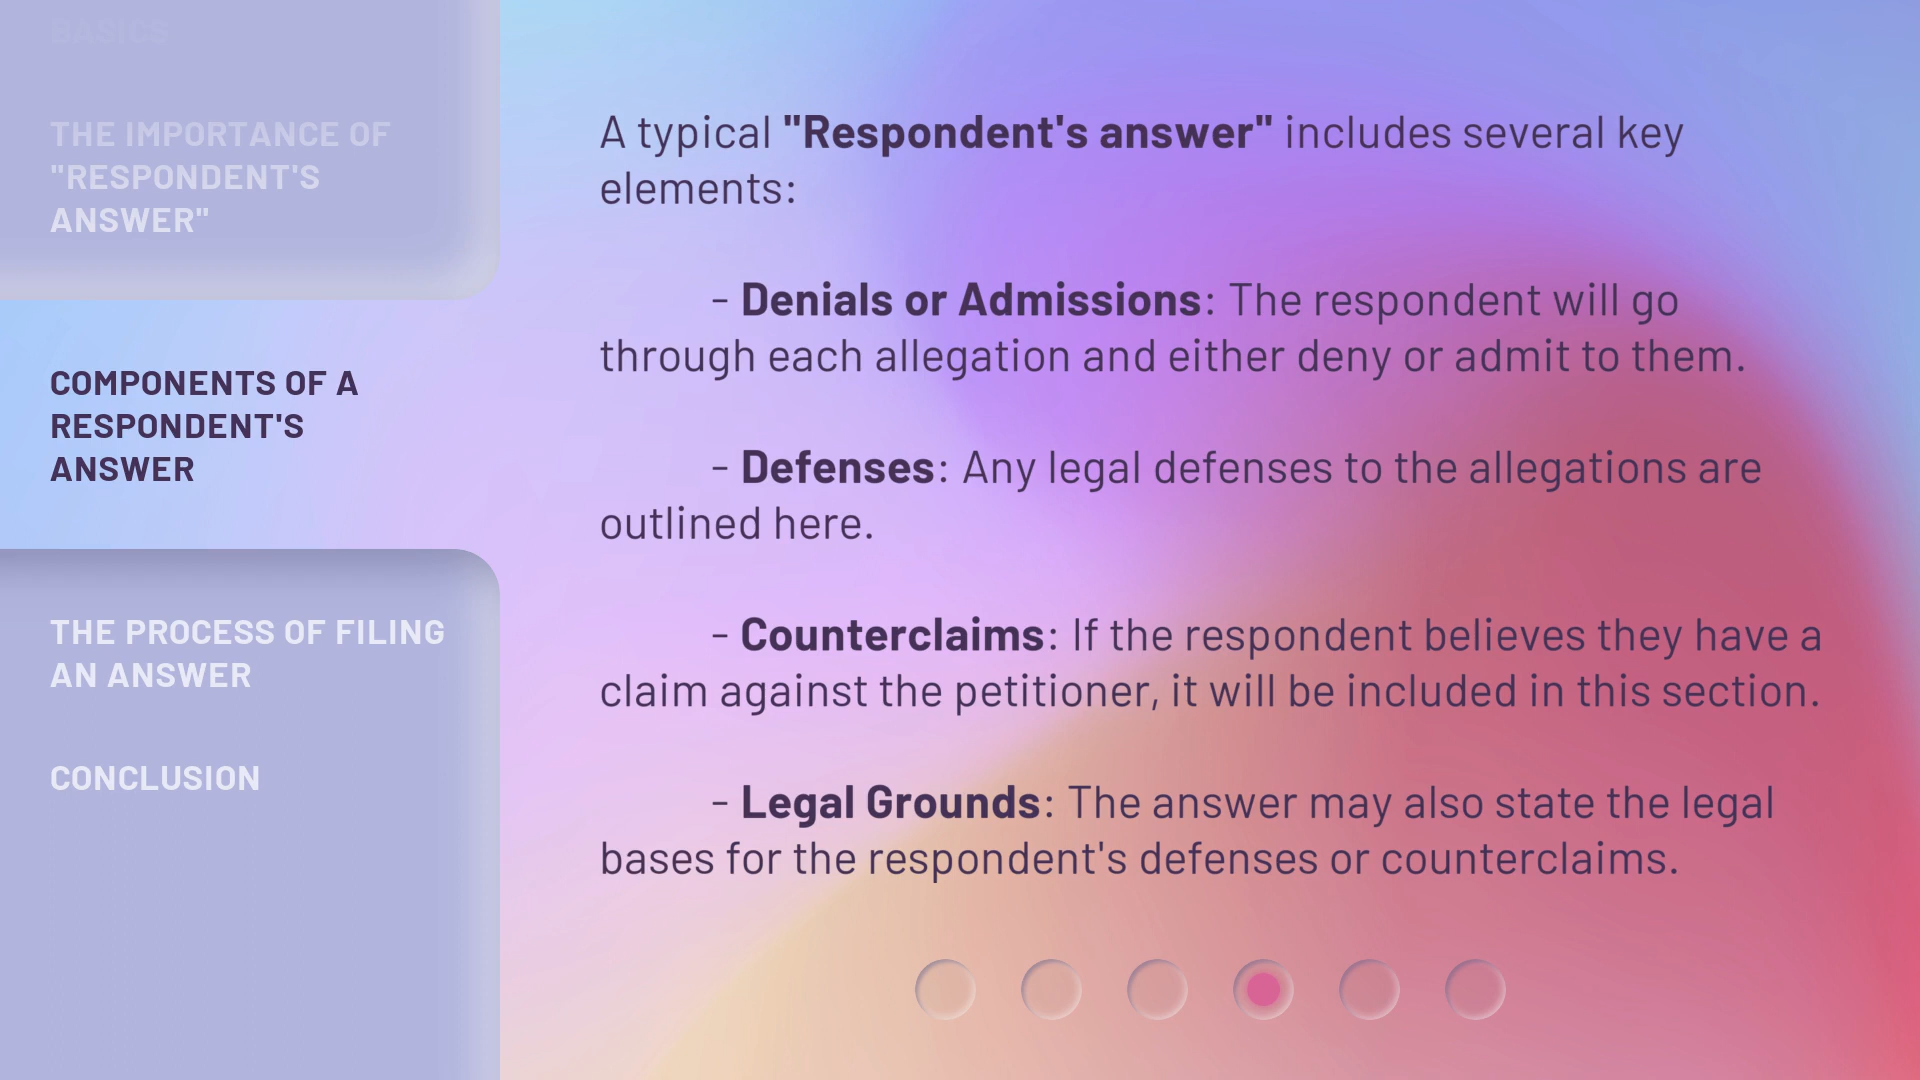 BASICS
THE IMPORTANCE OF
"RESPONDENT'S
ANSWER"
COMPONENTS OF A
RESPONDENT'S
ANSWER
THE PROCESS OF FILING
AN ANSWER
CONCLUSION
A typical "Respondent's answer" includes several key
elements:
- Denials or Admissions: The respondent will go
through each allegation and either deny or admit to them.
- Defenses: Any legal defenses to the allegations are
outlined here.
- Counterclaims: If the respondent believes they have a
claim against the petitioner, it will be included in this section.
- Legal Grounds: The answer may also state the legal
bases for the respondent's defenses or counterclaims.